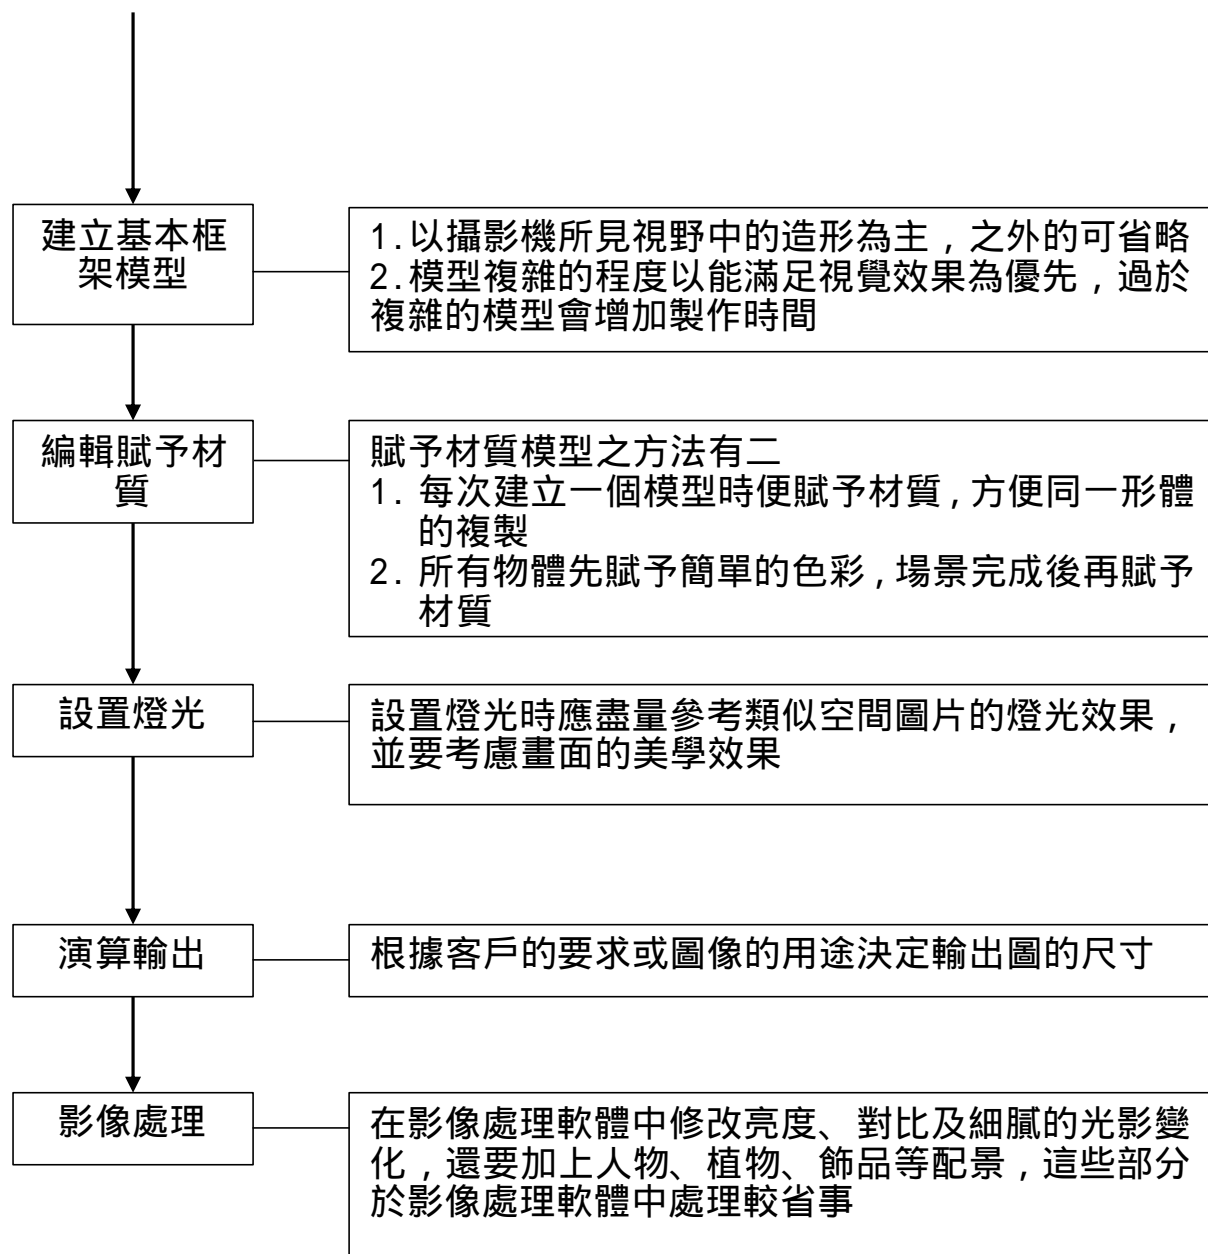 建立基本框
架模型
1.以攝影機所見視野中的造形為主，之外的可省略
2.模型複雜的程度以能滿足視覺效果為優先，過於
複雜的模型會增加製作時間
編輯賦予材
質
賦予材質模型之方法有二
1. 每次建立一個模型時便賦予材質，方便同一形體
的複製
2. 所有物體先賦予簡單的色彩，場景完成後再賦予
材質
設置燈光
設置燈光時應盡量參考類似空間圖片的燈光效果，
並要考慮畫面的美學效果
演算輸出
根據客戶的要求或圖像的用途決定輸出圖的尺寸
影像處理
在影像處理軟體中修改亮度、對比及細膩的光影變
化，還要加上人物、植物、飾品等配景，這些部分
於影像處理軟體中處理較省事